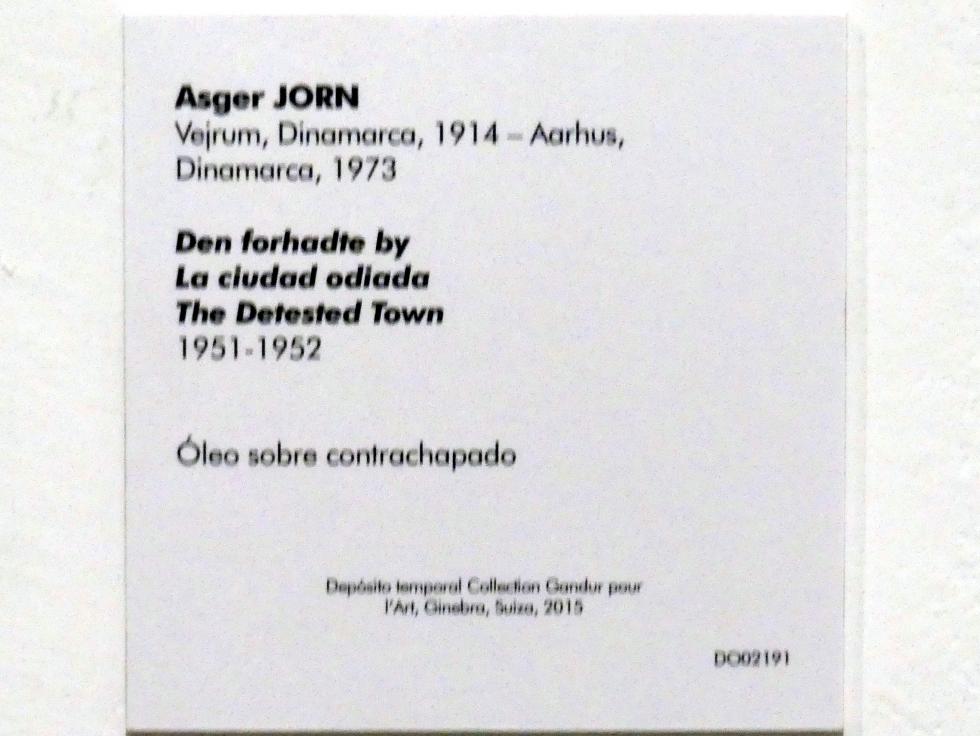 Asger JORN
Vejrum, Dinamarca, 1914 – Aarhus,
Dinamarca, 1973
Den forhadte by
La ciudad odiada
The Detested Town
1951-1952
Óleo sobre contrachapado
Depósito temporal Collection Gandur pour
l'Art, Ginebra, Suiza, 2015
DO02191